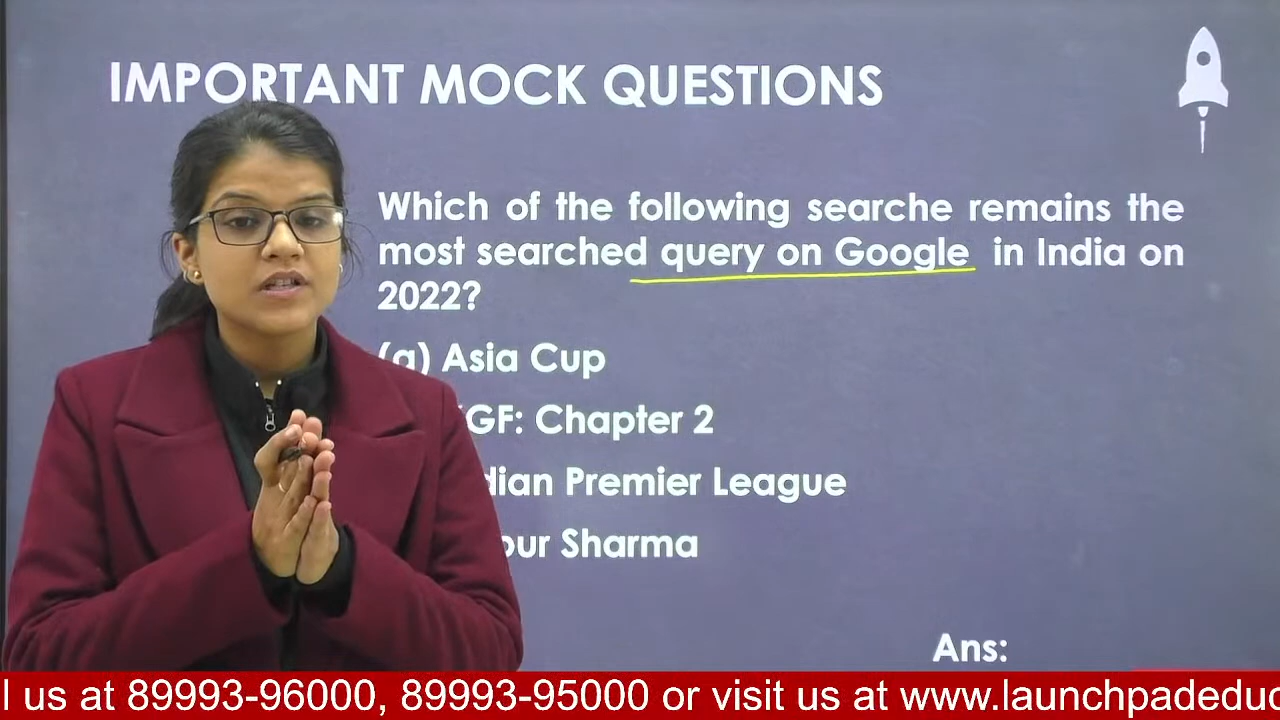 IMPORTANT MOCK QUESTIONS
Which of the following searche remains the
most searched query on Google in India on
2022?
(a) Asia Cup
GF: Chapter 2
dian Premier League
our Sharma
Ans:
l us at 89993-96000, 89993-95000 or visit us at www.launchpadeduc